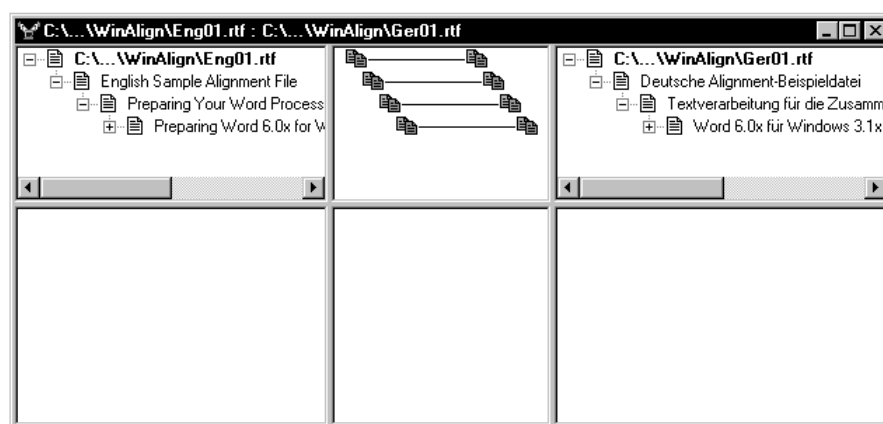 C:\...\WinAlign\Eng01.rtf : C:\...\WinAlign\Ger01.rtf
C:\...\WinAlign\Eng01.rtf
English Sample Alignment File
Preparing Your Word Process
Preparing Word 6.0x for
C:\...\WinAlign\Ger01.rtf
Deutsche Alignment-Beispieldatei
Textverarbeitung für die Zusamm
Word 6.0x für Windows 3.1x